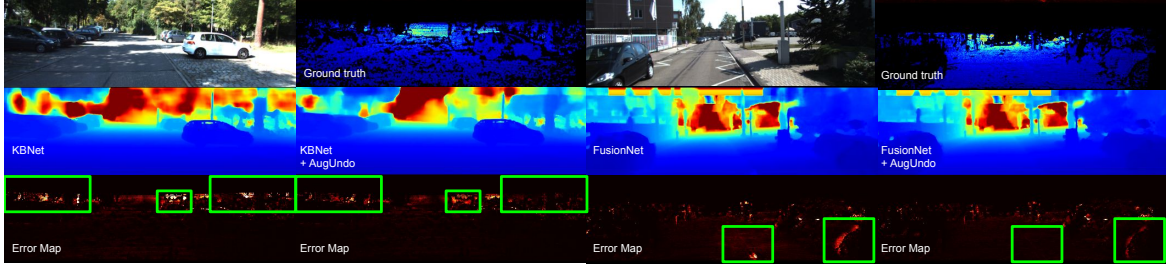 Ground truth
Ground truth
KBNet
KBNet
+ AugUndo
FusionNet
FusionNet
+ AugUndo
Error Map
Error Map
Error Map
Error Map